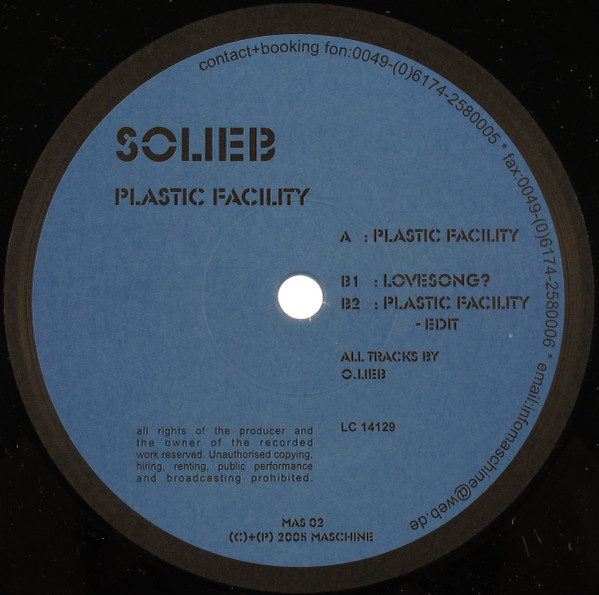 contact+booking fon:0049-(0)6174-2580005 * fax:0049-(0)6174-2580006 * email:infomaschine@web.de
SOLIEB
PLASTIC FACILITY
A : PLASTIC FACILITY
B1 : LOVESONG?
B2 : PLASTIC FACILITY
- EDIT
ALL TRACKS BY
O.LIEB
LC 14129
all rights of the producer and
the owner of the recorded
work reserved. Unauthorised copying,
hiring, renting, public performance
and broadcasting prohibited.
MAS 02
(C)+(P) 2005 MASCHINE